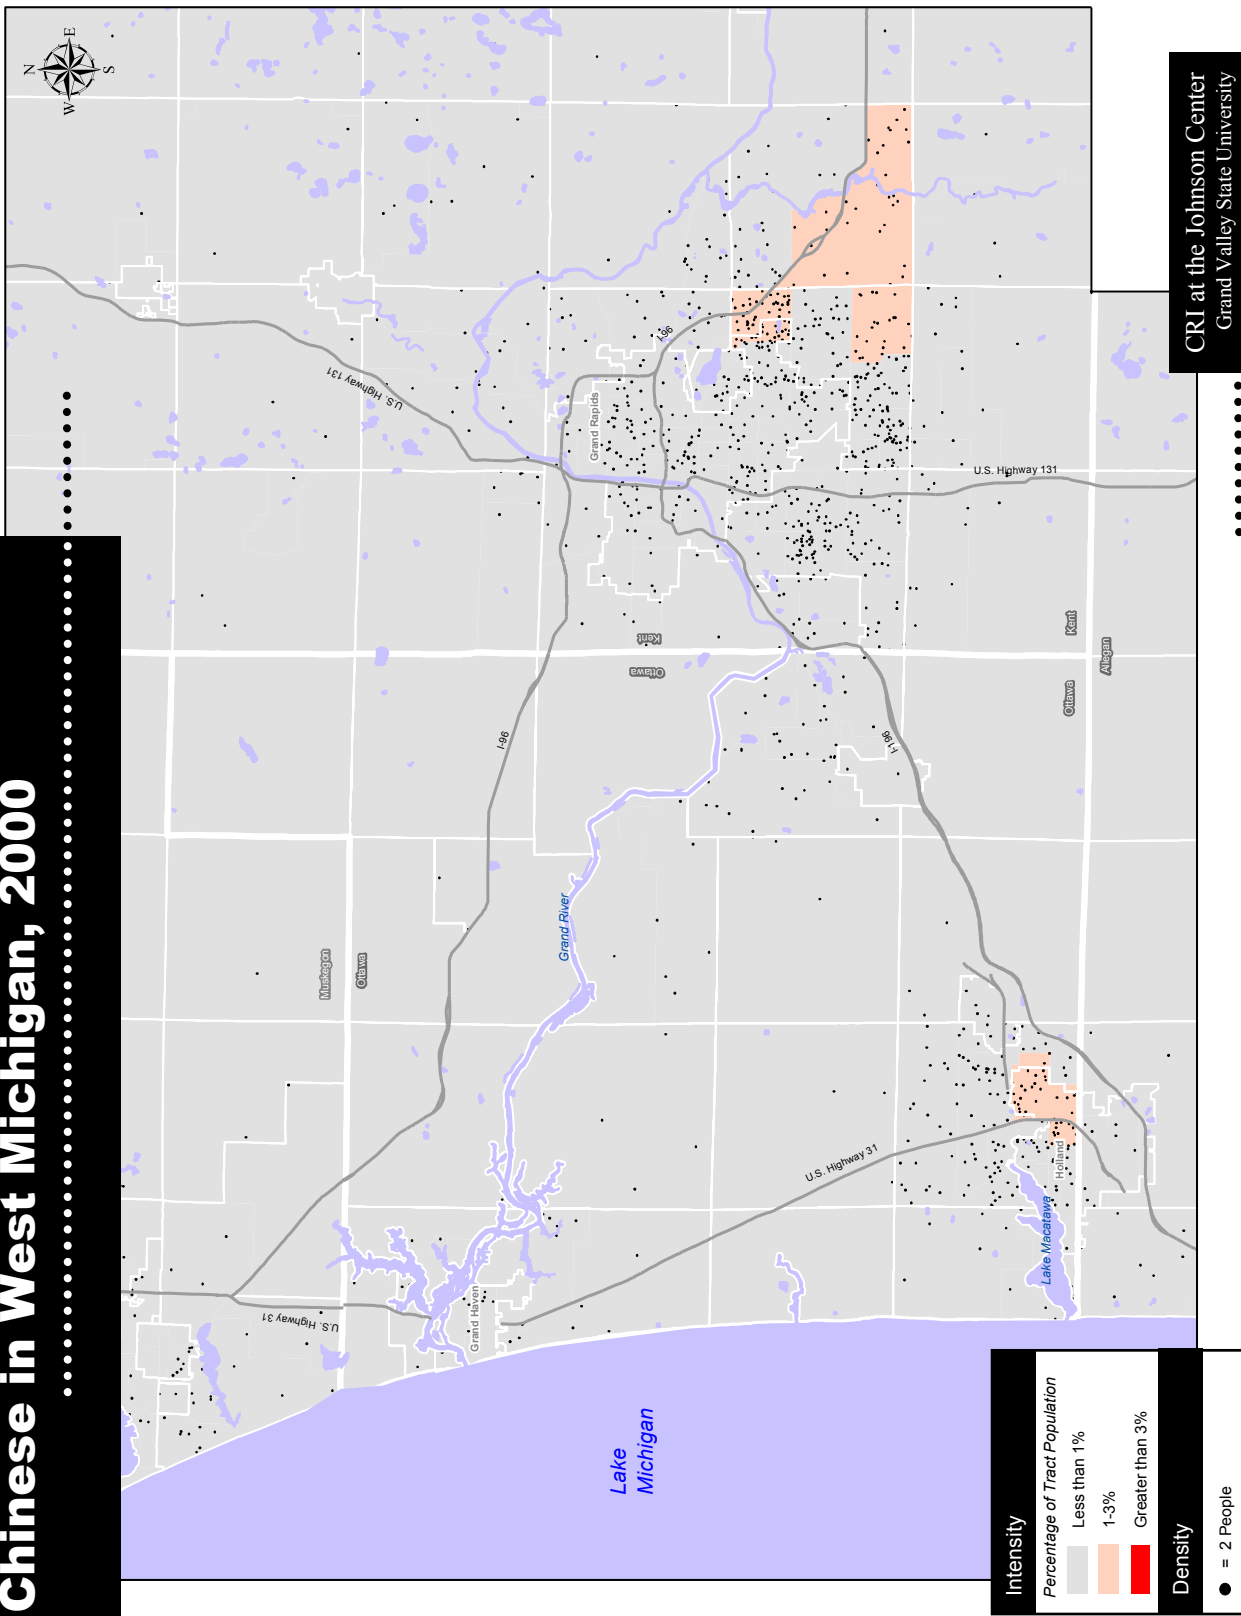 Chinese in West Michigan, 2000
N
E
S
W
CRI at the Johnson Center
Grand Valley State University
U.S. Highway 131
I-96
Grand Rapids
U.S. Highway 131
Kent
Ottawa
I-96
Kent
Ottawa
Allegan
I-196
Muskegon
Ottawa
Grand River
U.S. Highway 31
U.S. Highway 31
Holland
Lake Macatawa
Grand Haven
Lake
Michigan
Intensity
Percentage of Tract Population
Less than 1%
1-3%
Greater than 3%
Density
= 2 People